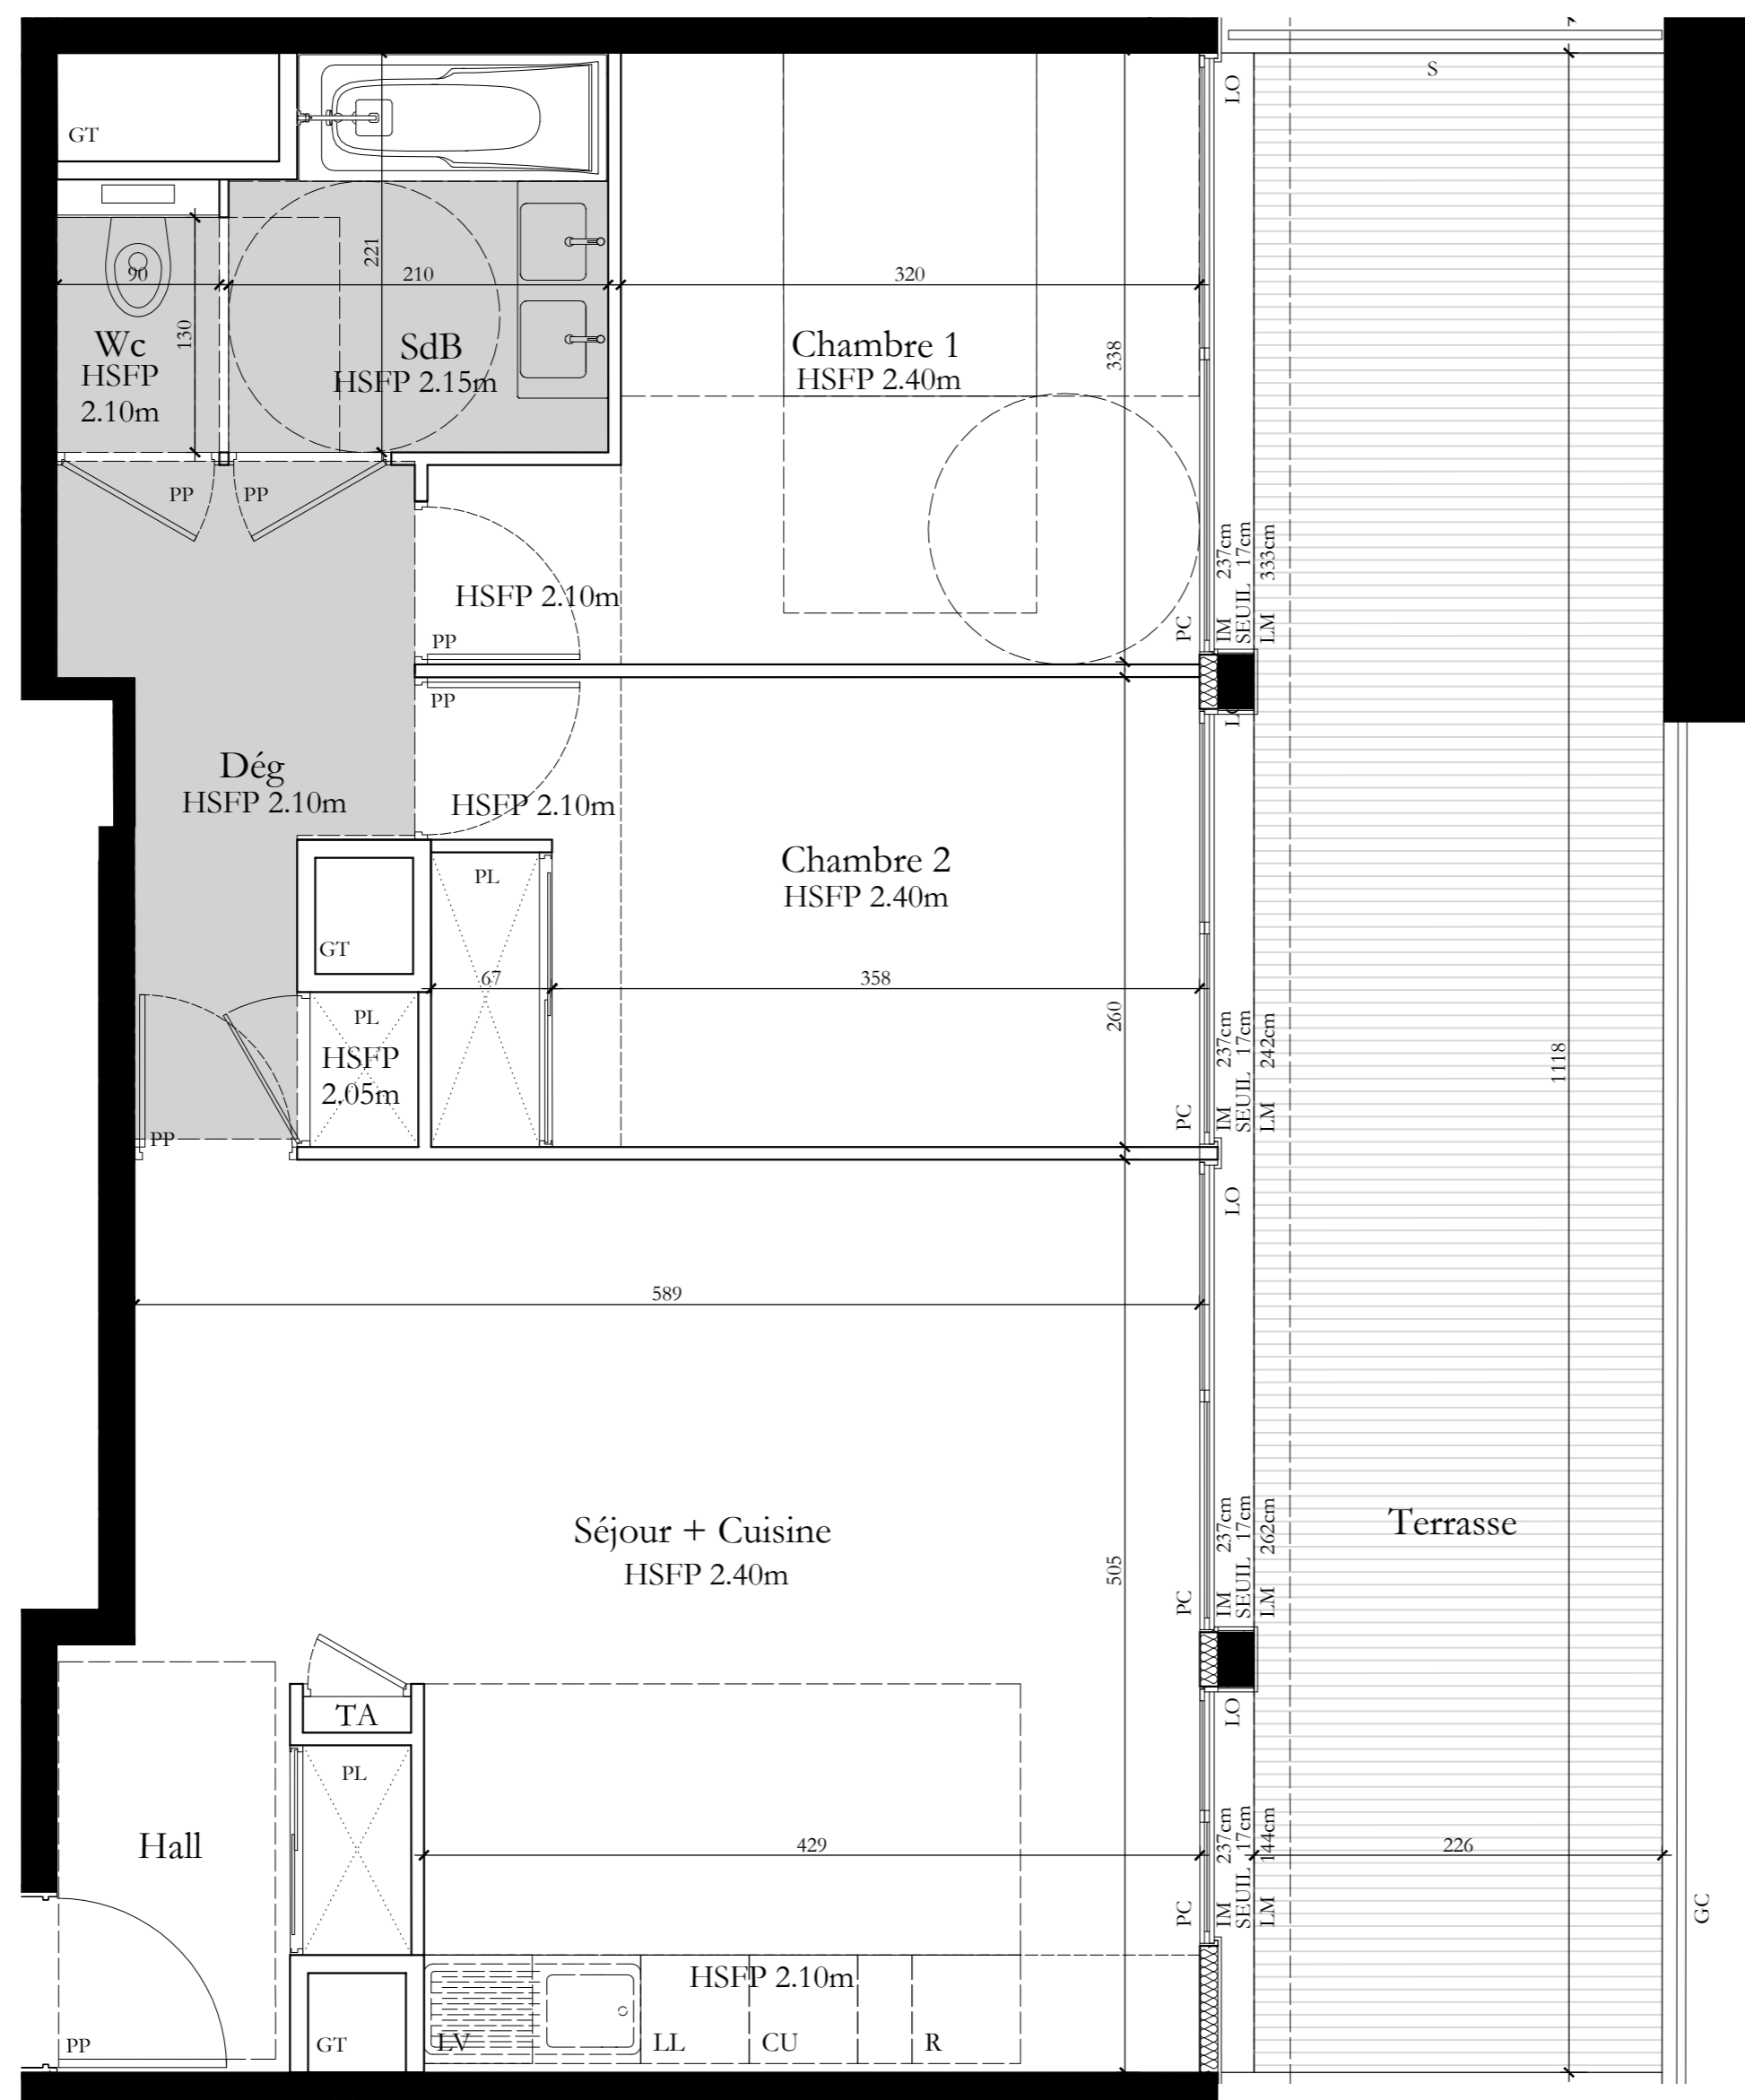 S
LO
GT
221
90
210
320
130
Wc
HSFP
2.10m
SdB
HSFP 2.15m
Chambre 1
HSFP 2.40m
338
PP
PP
HSFP 2.10m
PP
PC
IM 237cm
SEUIL 17cm
LM 333cm
PP
LO
Dég
HSFP 2.10m
HSFP 2.10m
Chambre 2
HSFP 2.40m
PL
GT
67
358
260
PL
HSFP
2.05m
PP
PC
IM 237cm
SEUIL 17cm
LM 242cm
1118
LO
589
Séjour + Cuisine
HSFP 2.40m
505
PC
IM 237cm
SEUIL 17cm
LM 262cm
Terrasse
TA
LO
PL
Hall
429
226
PC
IM 237cm
SEUIL 17cm
LM 144cm
GC
HSFP 2.10m
PP
GT
LV
LL
CU
R